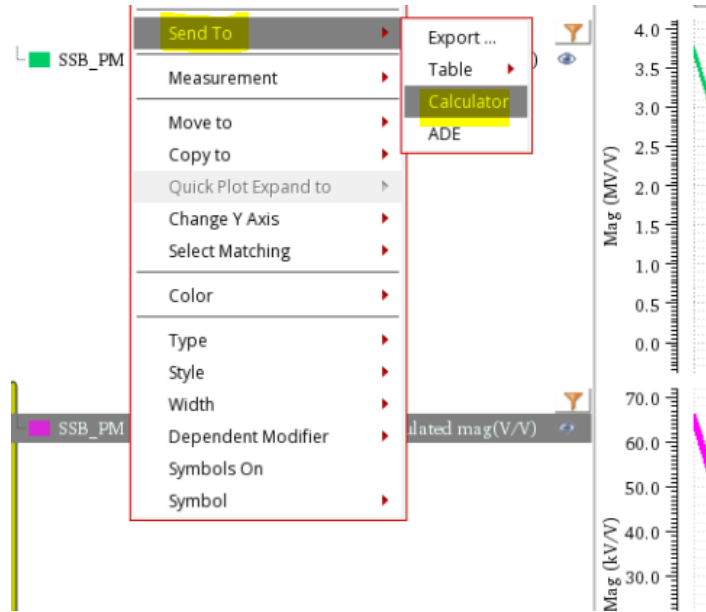 Send To
Export ...
SSB_PM
)
Table
Measurement
Calculator
Move to
ADE
Copy to
Quick Plot Expand to
Change Y Axis
Select Matching
Color
Type
Style
Width
SSB_PM
ulated mag(V/V)
Dependent Modifier
Symbols On
Symbol
Mag (MV/V)
4.0
3.5
3.0
2.5
2.0
1.5
1.0
0.5
0.0
Mag (kV/V)
70.0
60.0
50.0
40.0
30.0